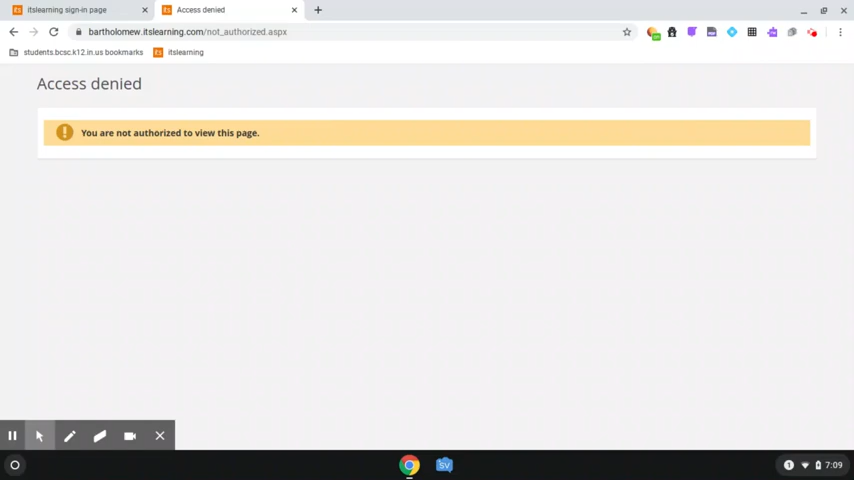 itslearning sign-in page
Access denied
bartholomew.itslearning.com/not_authorized.aspx
students.bcsc.k12.in.us bookmarks
itslearning
Access denied
You are not authorized to view this page.
SV
1 7:09